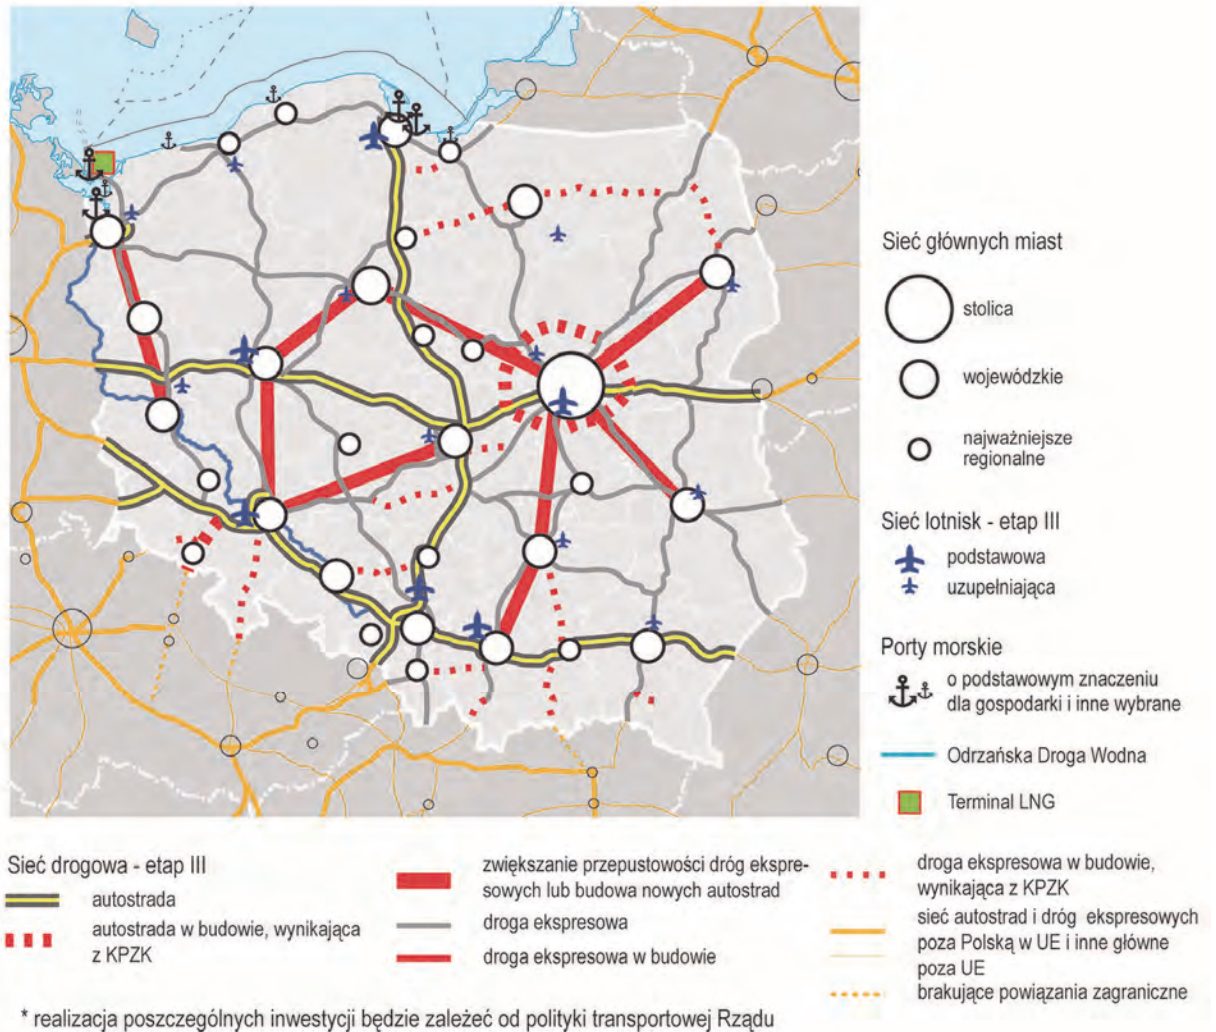 Sieć głównych miast
stolica
wojewódzkie
najważniejsze
regionalne
Sieć lotnisk - etap III
podstawowa
uzupełniająca
Porty morskie
o podstawowym znaczeniu
dla gospodarki i inne wybrane
Odrzańska Droga Wodna
Terminal LNG
Sieć drogowa - etap III
autostrada
autostrada w budowie, wynikająca
z KPZK
zwiększanie przepustowości dróg ekspre-
sowych lub budowa nowych autostrad
droga ekspresowa
droga ekspresowa w budowie
droga ekspresowa w budowie,
wynikająca z KPZK
sieć autostrad i dróg ekspresowych
poza Polską w UE i inne główne
poza UE
brakujące powiązania zagraniczne
* realizacja poszczególnych inwestycji będzie zależeć od polityki transportowej Rządu